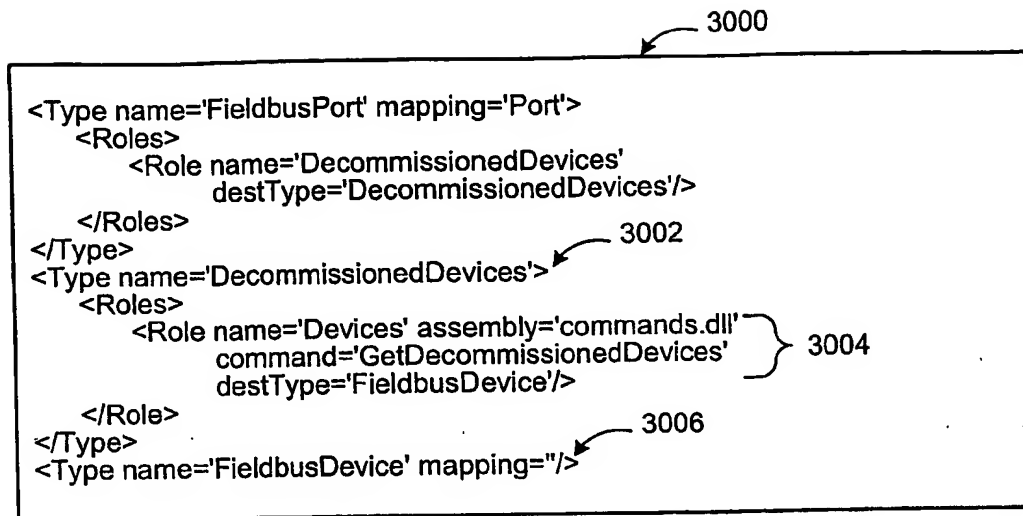 3000
<Type name='FieldbusPort' mapping='Port'>
<Roles>
<Role name='DecommissionedDevices'
destType='DecommissionedDevices'/>
</Roles>
</Type>
3002
<Type name='DecommissionedDevices'>
<Roles>
<Role name='Devices' assembly='commands.dll'
command='GetDecommissionedDevices'
3004
destType='FieldbusDevice'/>
</Role>
</Type>
3006
<Type name='FieldbusDevice' mapping=''/>